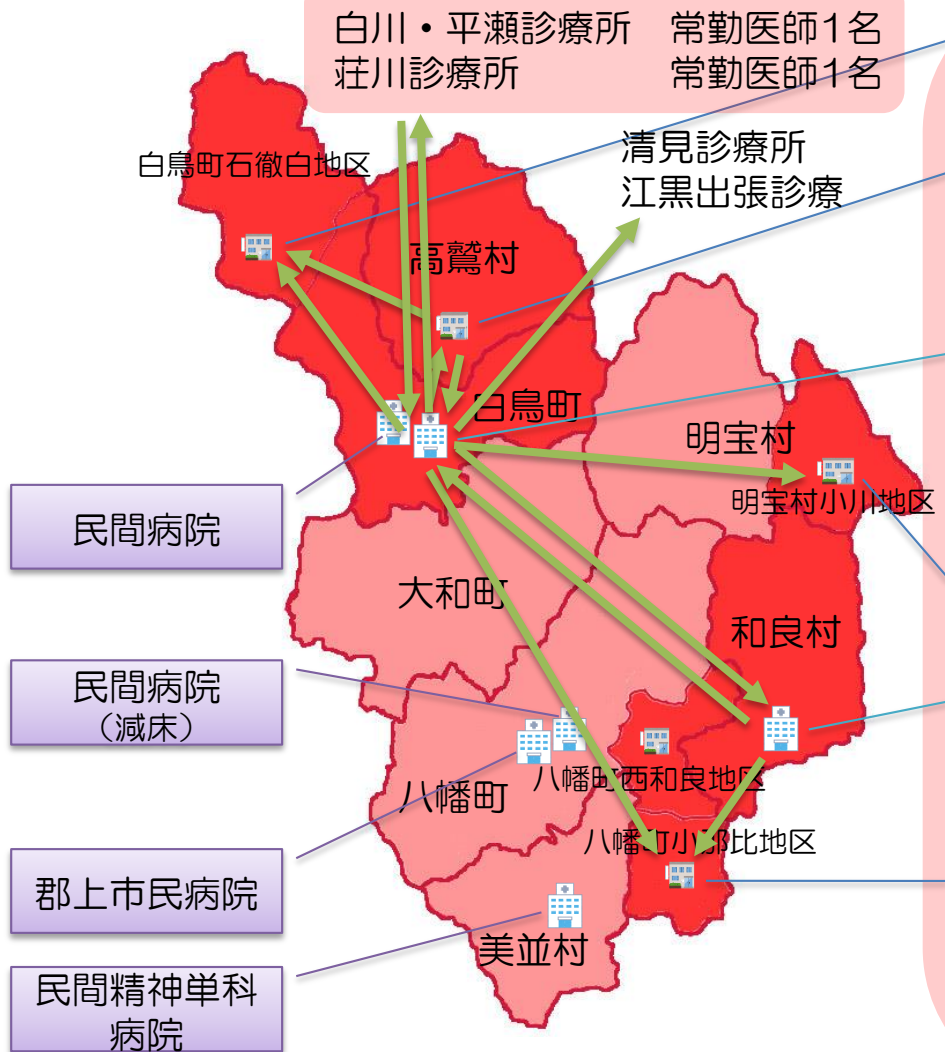 白川・平瀬診療所　常勤医師1名
荘川診療所　常勤医師1名
清見診療所
江黒出張診療
白鳥町石徹白地区
高鷲村
白鳥町
明宝村
明宝村小川地区
民間病院
大和町
和良村
民間病院
（減床）
八幡町西和良地区
八幡町
八幡町小那比地区
郡上市民病院
美並村
民間精神単科
病院